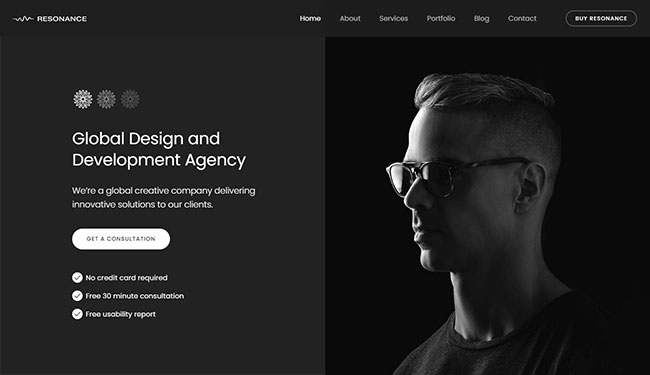 RESONANCE
Home About Services Portfolio Blog Contact BUY RESONANCE
Global Design and
Development Agency
We're a global creative company delivering
innovative solutions to our clients.
GET A CONSULTATION
No credit card required
Free 30 minute consultation
Free usability report